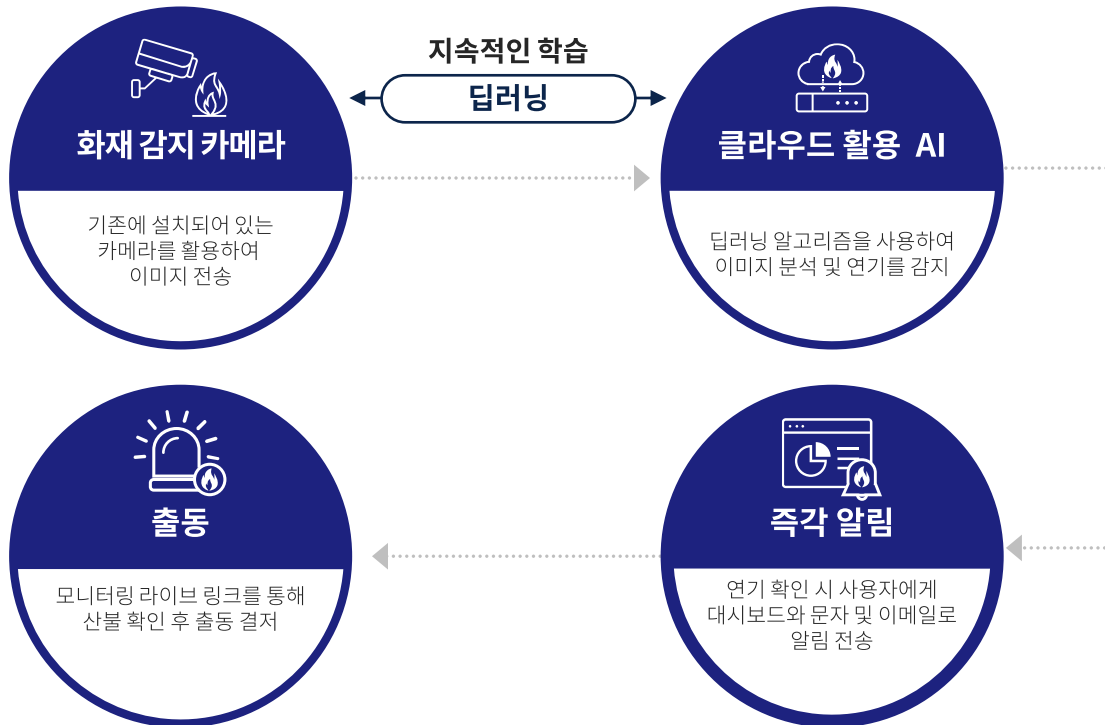 지속적인 학습
딥러닝
화재 감지 카메라
기존에 설치되어 있는
카메라를 활용하여
이미지 전송
클라우드 활용 AI
딥러닝 알고리즘을 사용하여
이미지 분석 및 연기를 감지
출동
모니터링 라이브 링크를 통해
산불 확인 후 출동 결저
즉각 알림
연기 확인 시 사용자에게
대시보드와 문자 및 이메일로
알림 전송